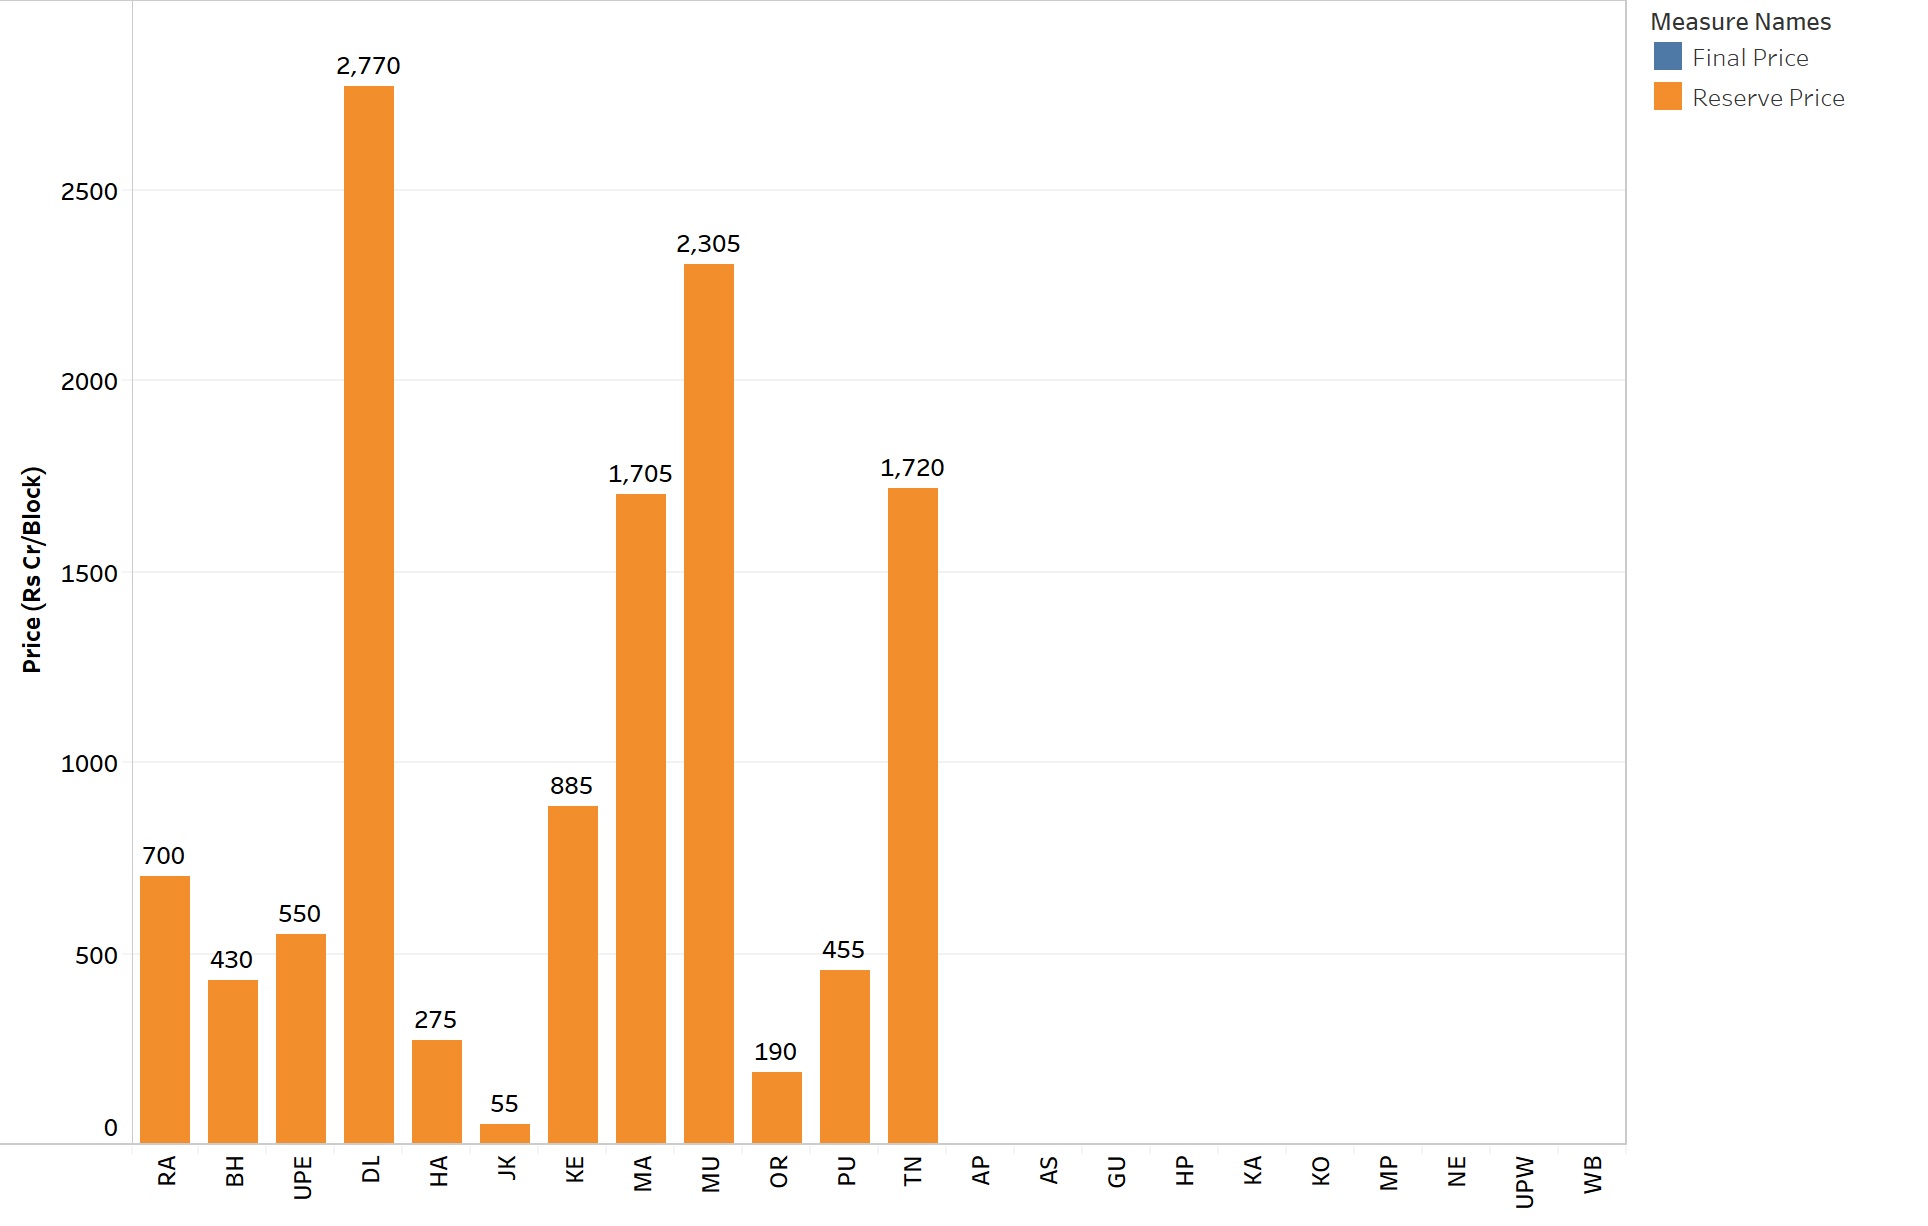 Measure Names
Final Price
Reserve Price
Price (Rs Cr/Block)
2500
2000
1500
1000
500
0
700
430
550
2,770
275
55
885
1,705
2,305
190
455
1,720
RA
BH
UPE
DL
HA
JK
KE
MA
MU
OR
PU
TN
AP
AS
GU
HP
KA
KO
MP
NE
UPW
WB